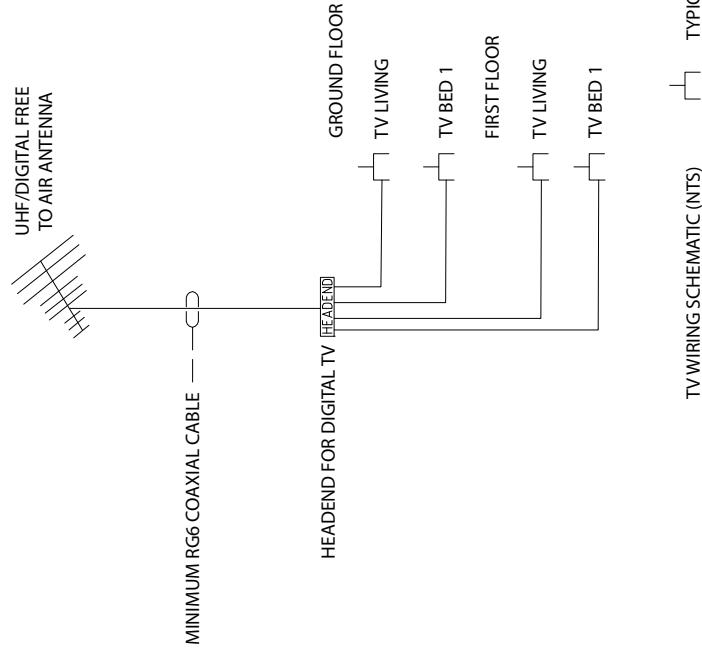 UHF/DIGITAL FREE
TO AIR ANTENNA
MINIMUM RG6 COAXIAL CABLE
HEADEND
HEADEND FOR DIGITAL TV
GROUND FLOOR
TV LIVING
TV BED 1
FIRST FLOOR
TV LIVING
TV BED 1
TV WIRING SCHEMATIC (NTS)